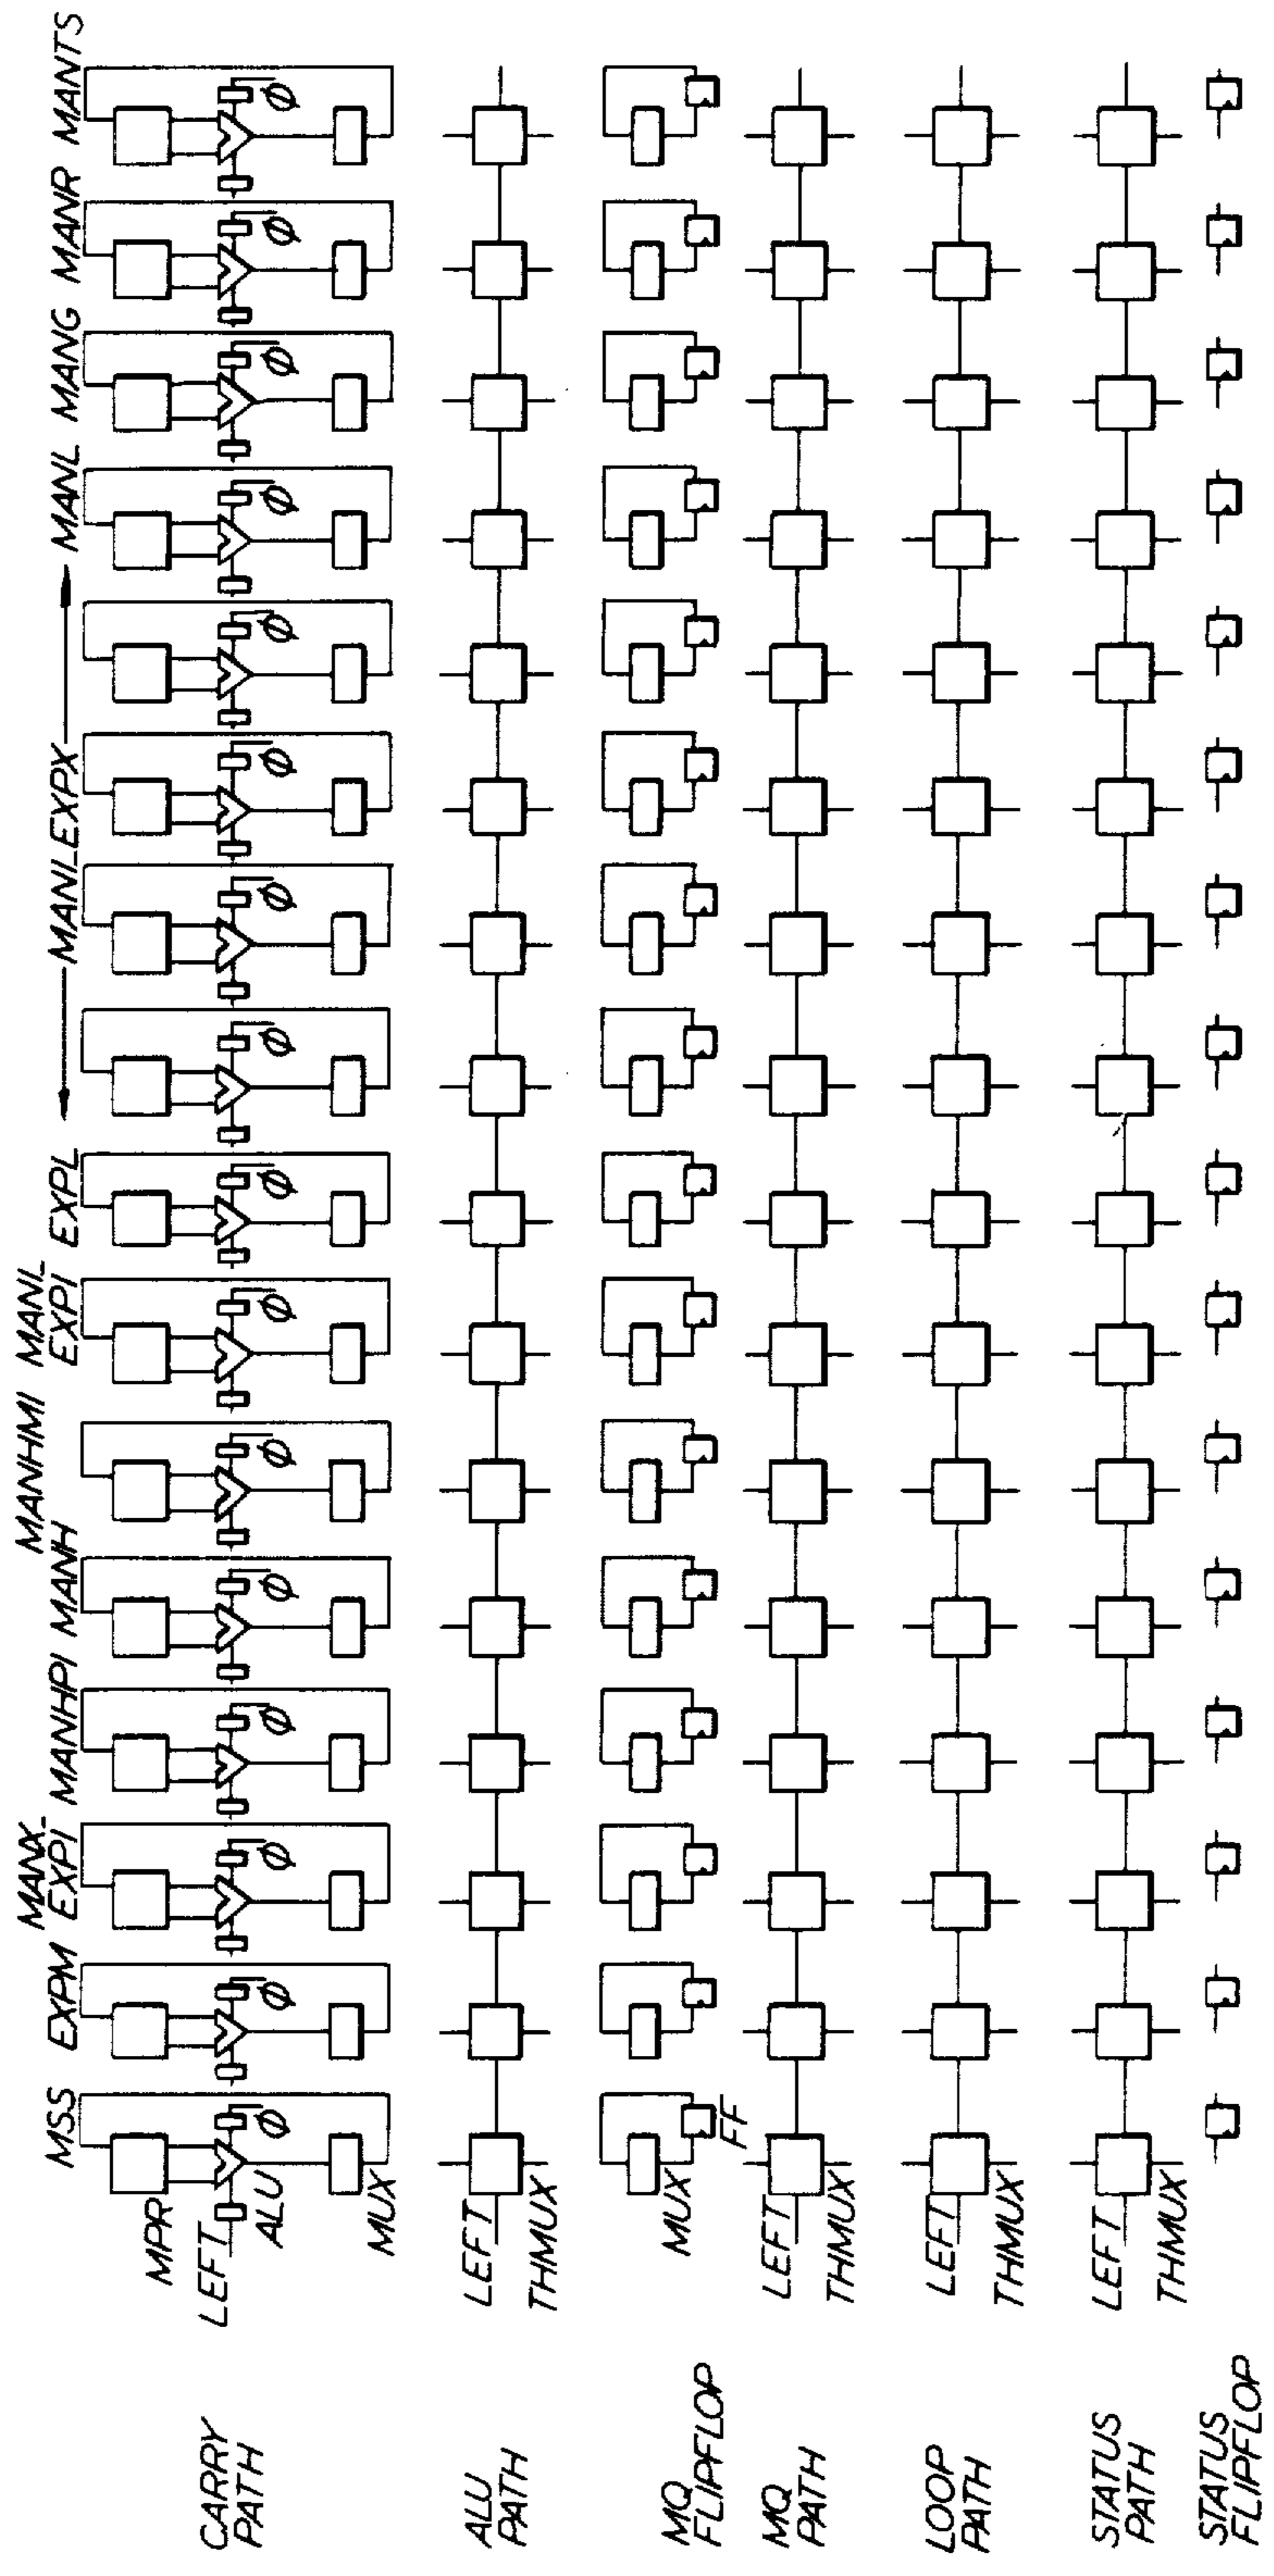 MSS
EXPM
MANX_
EXPI
MANHPI
MANH
MANHMI
MANL_
EXPI
EXPL
MANLEXPX
MANL
MANG
MANR
MANTS
CARRY
PATH
MPR
LEFT
ALU
MUX
Ø Ø Ø Ø Ø Ø Ø Ø Ø Ø Ø Ø Ø Ø Ø Ø
ALU
PATH
LEFT
THMUX
MQ
FLIPFLOP
MUX
FF
MQ
PATH
LEFT
THMUX
LOOP
PATH
LEFT
THMUX
STATUS
PATH
LEFT
THMUX
STATUS
FLIPFLOP